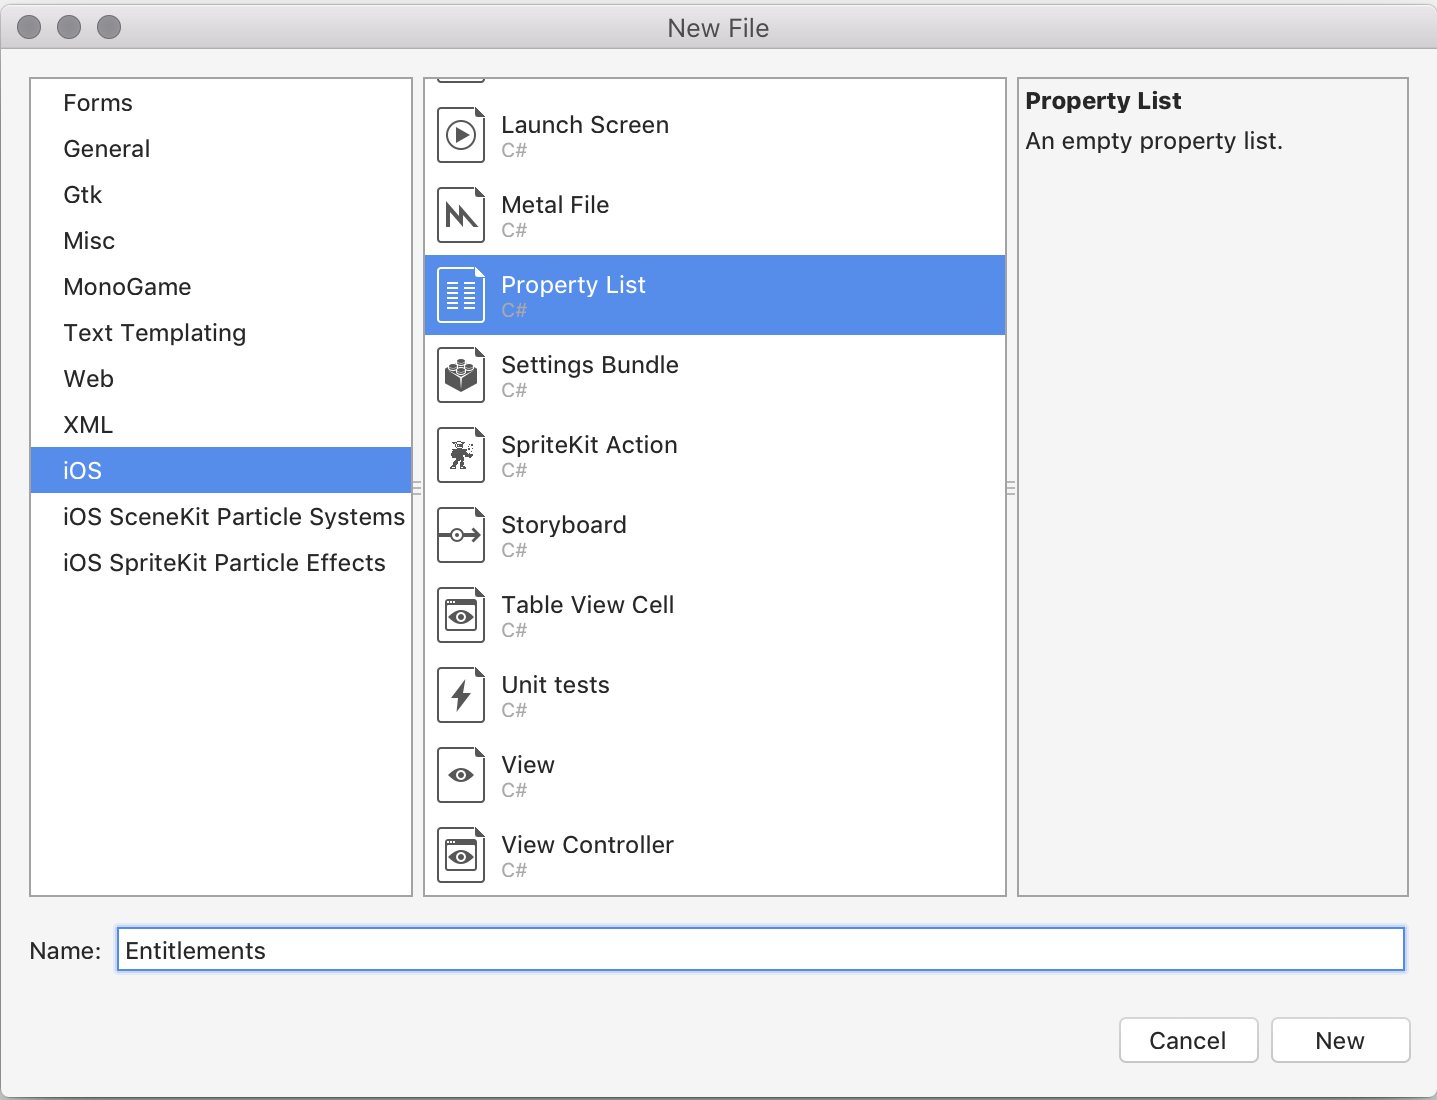 New File
Forms
General
Gtk
Misc
MonoGame
Text Templating
Web
XML
iOS
iOS SceneKit Particle Systems
iOS SpriteKit Particle Effects
Launch Screen
C#
Metal File
C#
Property List
C#
Settings Bundle
C#
SpriteKit Action
C#
Storyboard
C#
Table View Cell
C#
Unit tests
C#
View
C#
View Controller
C#
Property List
An empty property list.
Name: Entitlements
Cancel New